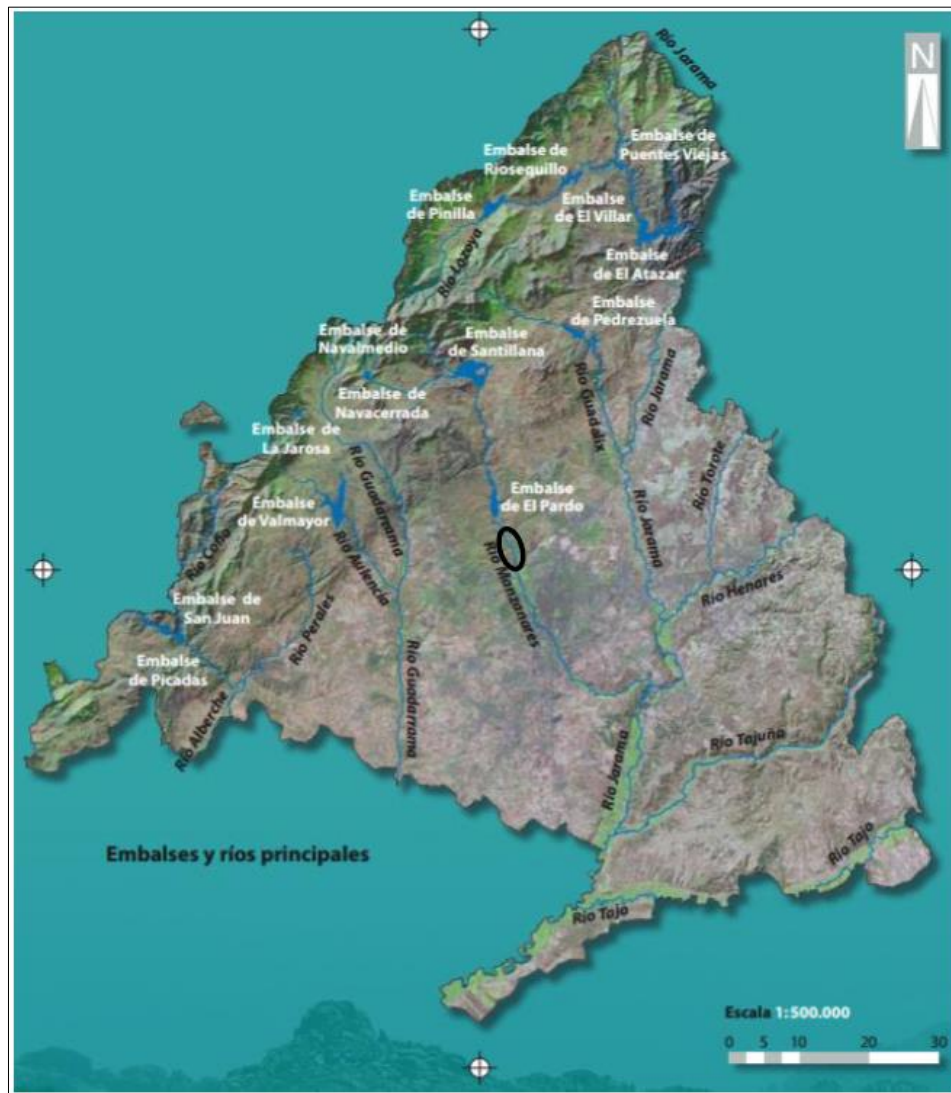 Río Jarama
N
Embalse de
Puentes Viejas
Embalse de
Riosequillo
Embalse
de Pinilla
Embalse
de El Villar
Río Lozoya
Embalse
de El Atazar
Embalse
de Pedrezuela
Embalse de
Navalmedio
Embalse
de Santillana
Río Jarama
Río Guadalix
Embalse de
Navacerrada
Embalse de
La Jarosa
Río Torote
Río Guadarrama
Embalse
de Valmayor
Embalse
de El Pardo
Río Jarama
Río Cofio
Río Aulencia
Río Manzanares
Río Henares
Embalse de
San Juan
Río Perales
Embalse
de Picadas
Río Guadarrama
Río Alberche
Río Tajuña
Río Jarama
Embalses y ríos principales
Río Tajo
Río Tajo
Escala 1:500.000
0 5 10 20 30